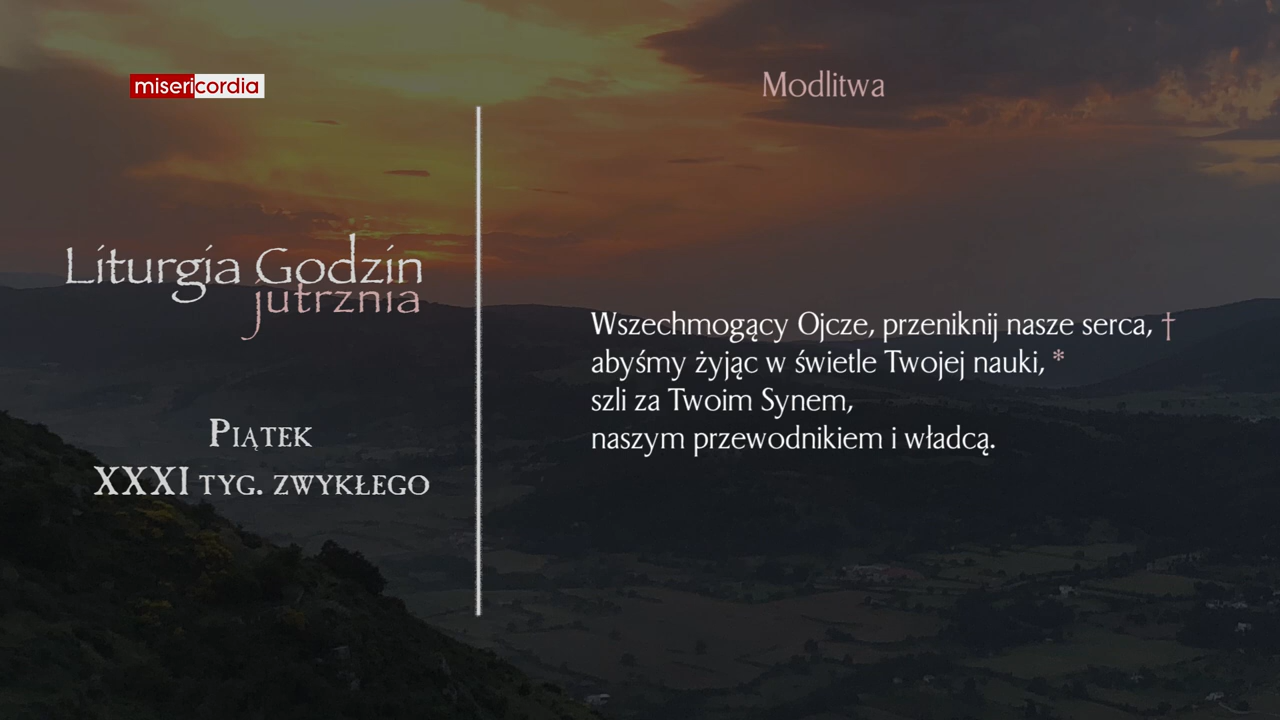 misericordia
Modlitwa
Liturgia Godzin
jutrznia
Piątek
XXXI tyg. zwykłego
Wszechmogący Ojcze, przeniknij nasze serca, †
abyśmy żyjąc w świetle Twojej nauki, *
szli za Twoim Synem,
naszym przewodnikiem i władcą.